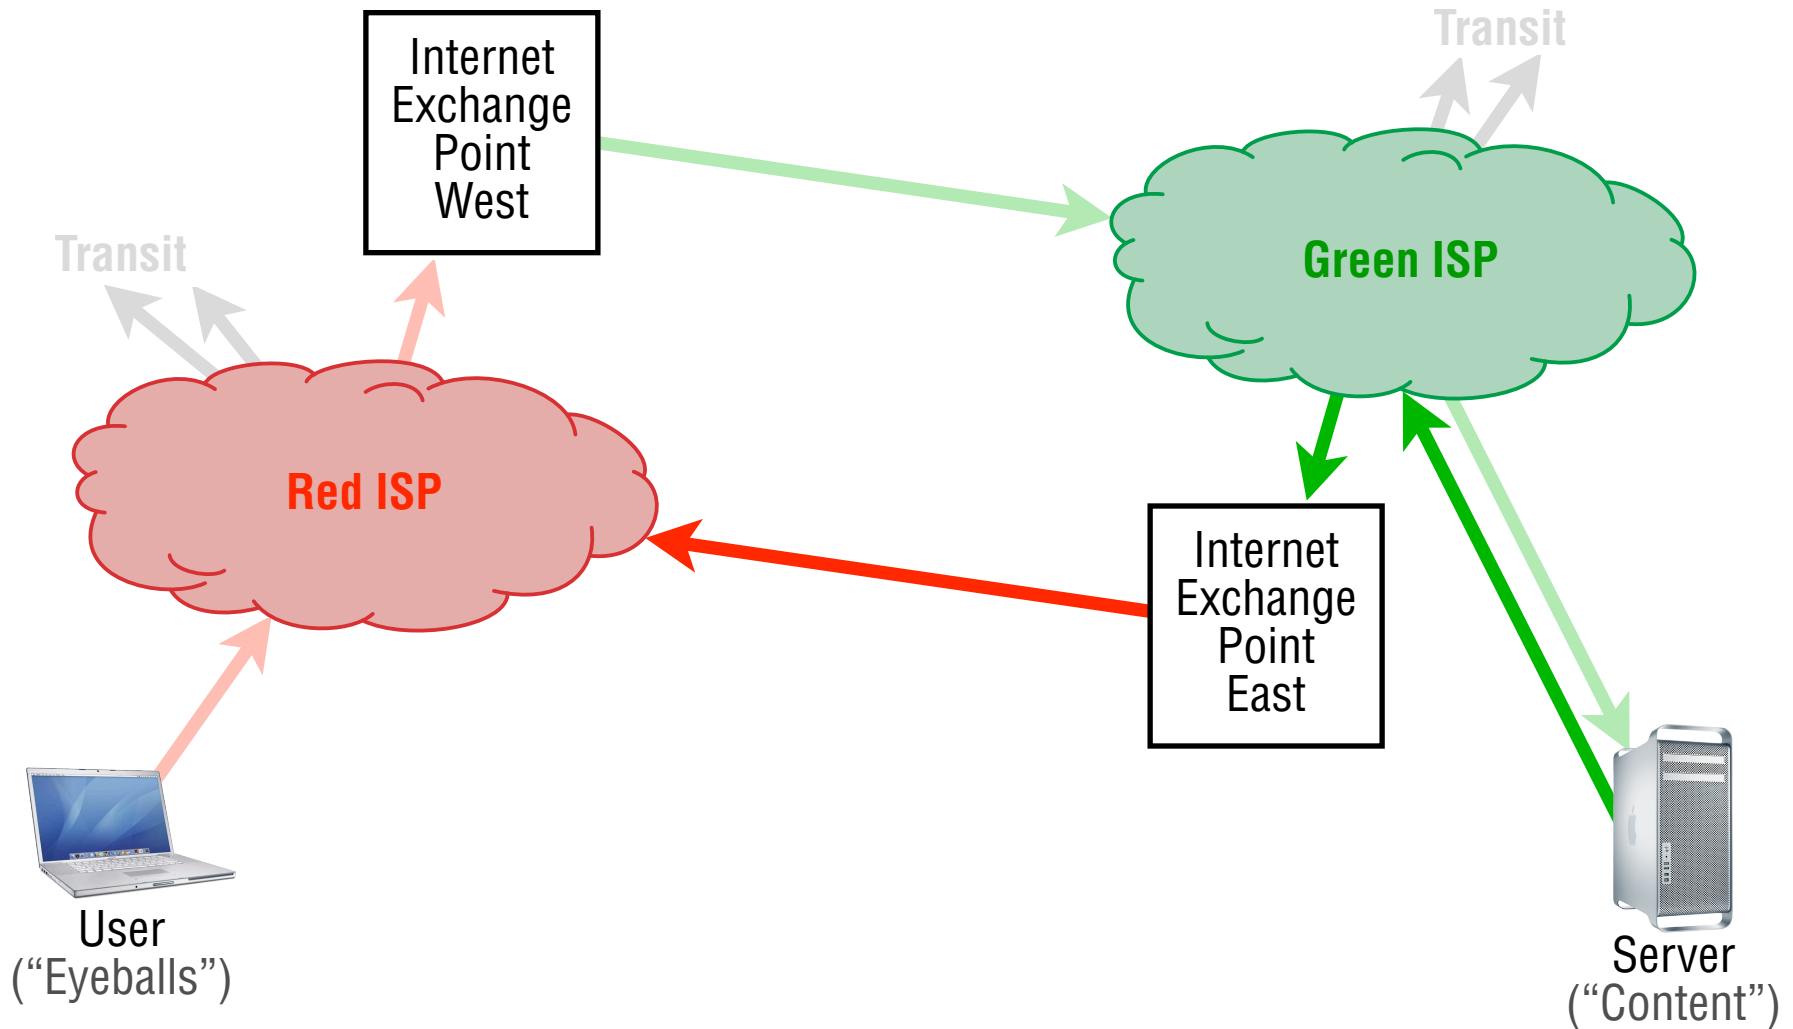 Transit
Internet
Exchange
Point
West
Transit
Green ISP
Red ISP
Internet
Exchange
Point
East
User
(“Eyeballs”)
Server
(“Content”)